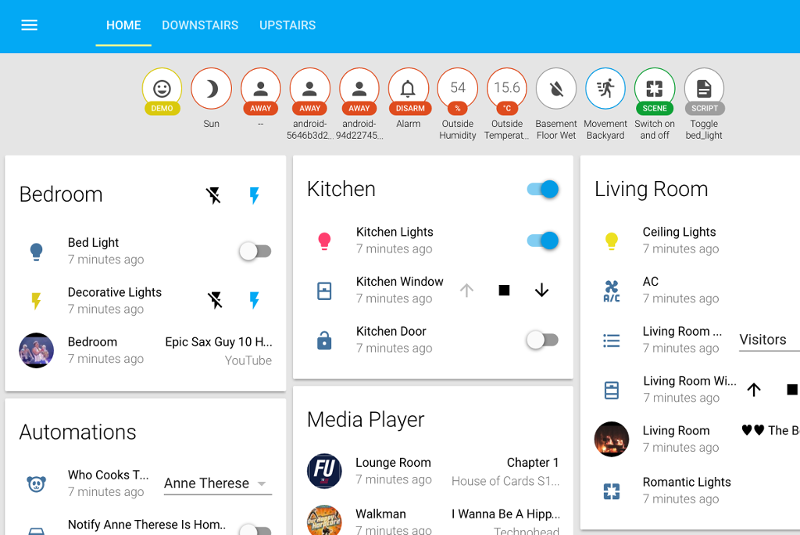 HOME DOWNSTAIRS UPSTAIRS
54 15.6
DEMO AWAY AWAY AWAY DISARM % °C SCENE SCRIPT
Sun -- android- Alarm Outside Outside Basement Movement Switch on Toggle
5646b3d2... 94d22745... Humidity Temperat... Floor Wet Backyard and off bed_light
Bedroom
Bed Light
7 minutes ago
Decorative Lights
7 minutes ago
Bedroom Epic Sax Guy 10 H...
7 minutes ago YouTube
Automations
Who Cooks T... Anne Therese
7 minutes ago
Notify Anne Therese Is Hom...
Kitchen
Kitchen Lights
7 minutes ago
Kitchen Window
7 minutes ago
Kitchen Door
7 minutes ago
Media Player
FU
Lounge Room Chapter 1
7 minutes ago House of Cards S1...
Walkman I Wanna Be A Hipp...
7 minutes ago Technohead
Living Room
Ceiling Lights
7 minutes ago
A/C
AC
7 minutes ago
Living Room ... Visitors
7 minutes ago
Living Room Wi...
7 minutes ago
Living Room ♥♥ The B
7 minutes ago
Romantic Lights
7 minutes ago